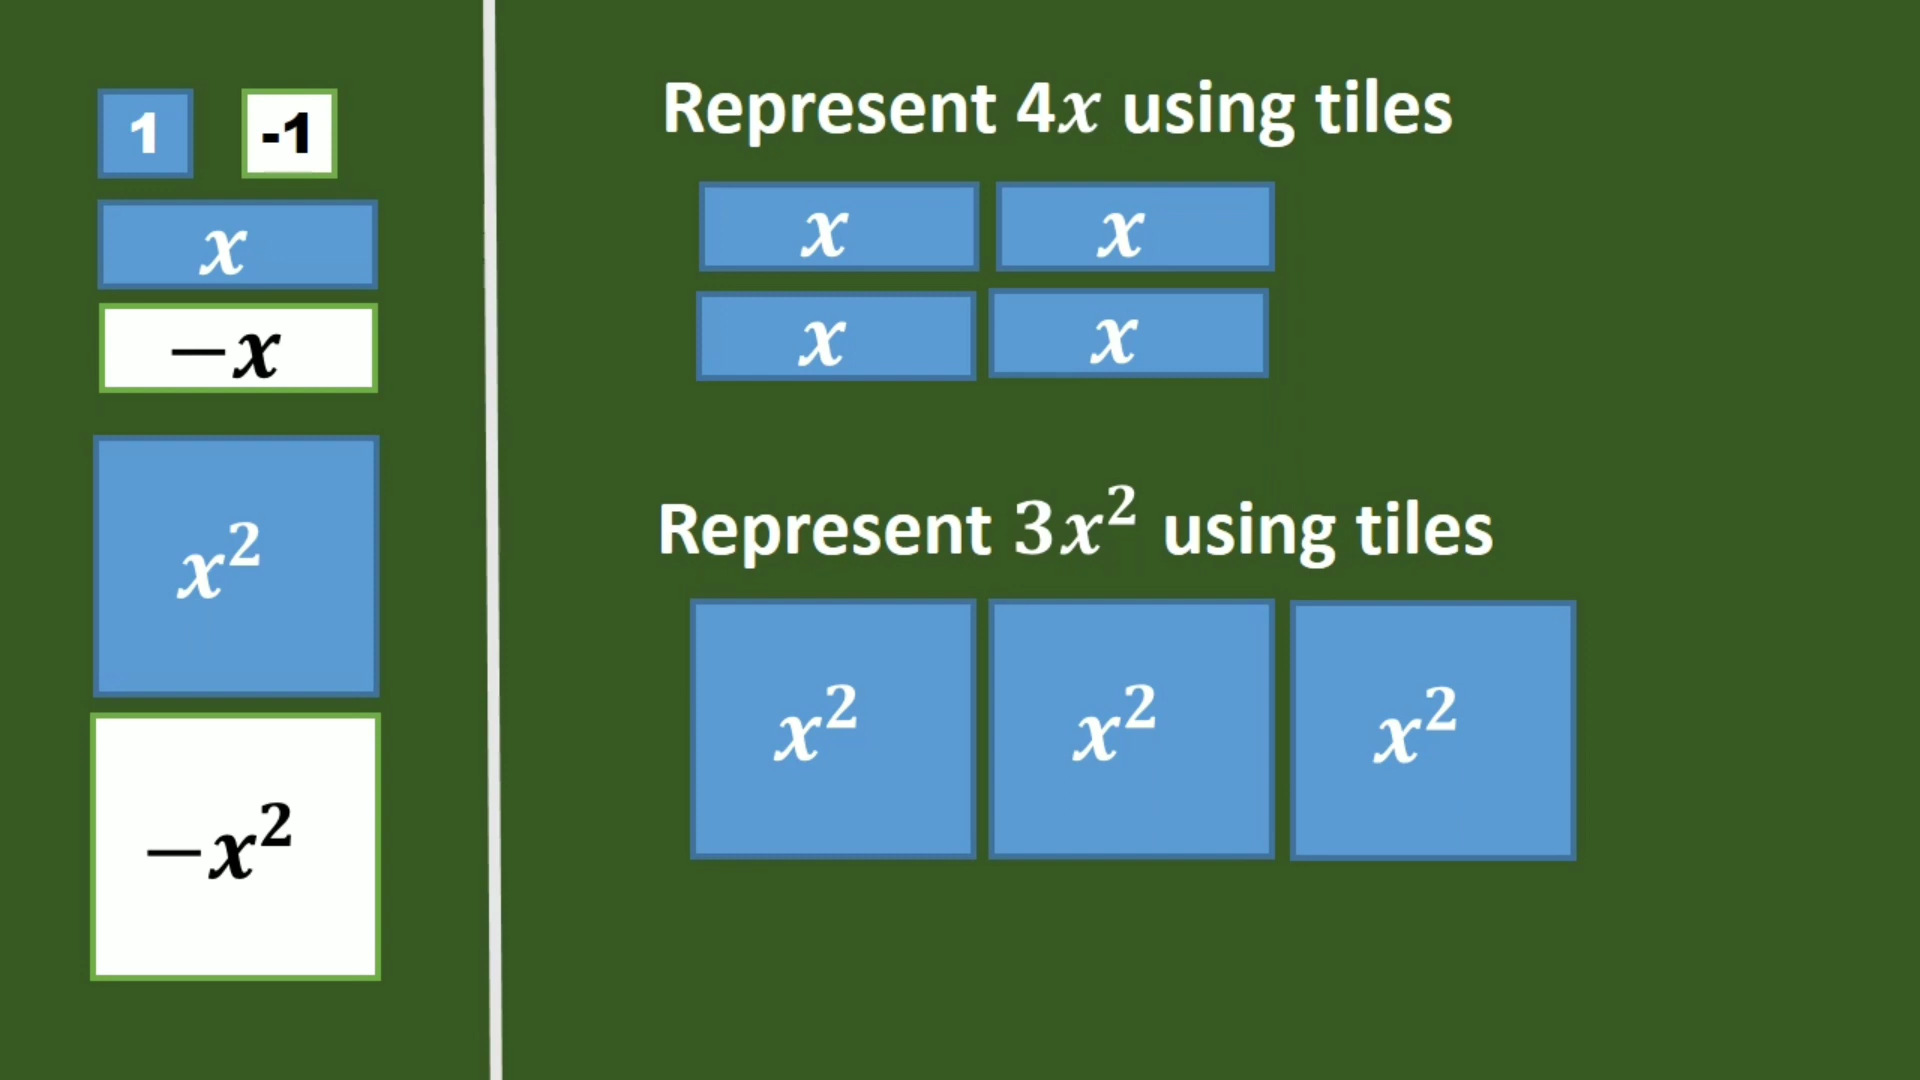 1 -1
x
−x
x²
−x²
Represent 4x using tiles
x x
x x
Represent 3x² using tiles
x² x² x²